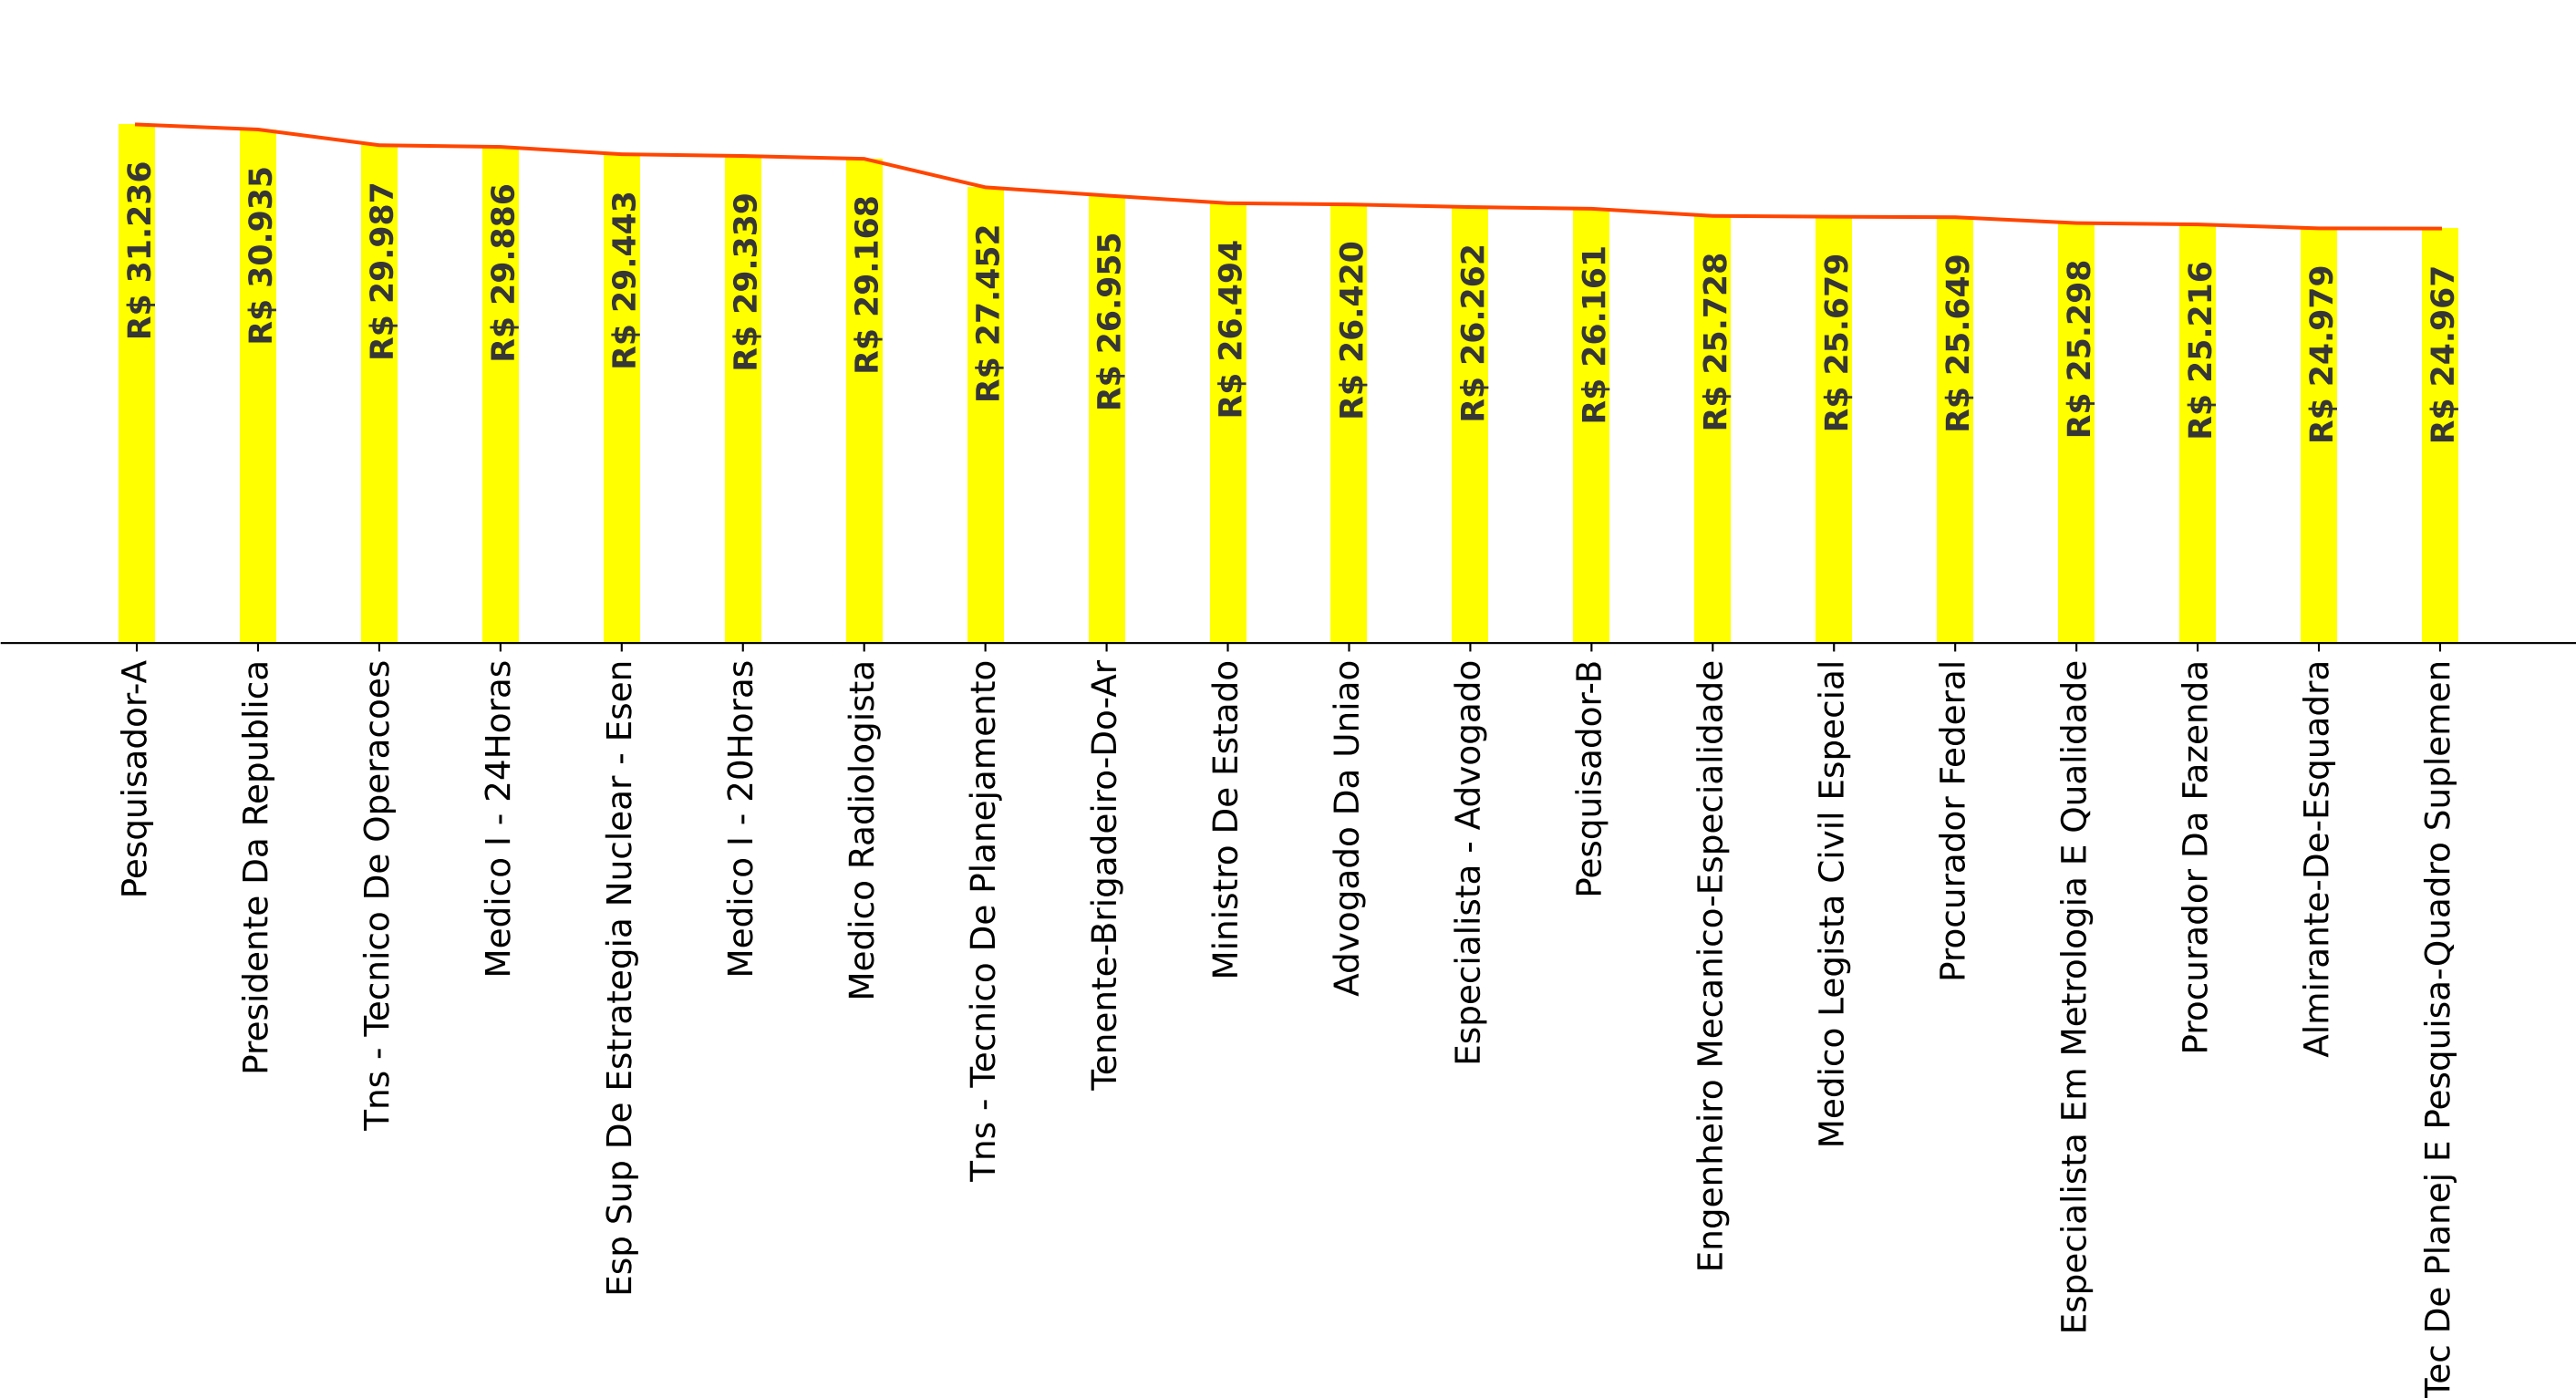 R$ 31.236
R$ 30.935
R$ 29.987
R$ 29.886
R$ 29.443
R$ 29.339
R$ 29.168
R$ 27.452
R$ 26.955
R$ 26.494
R$ 26.420
R$ 26.262
R$ 26.161
R$ 25.728
R$ 25.679
R$ 25.649
R$ 25.298
R$ 25.216
R$ 24.979
R$ 24.967
Pesquisador-A
Presidente Da Republica
Tns - Tecnico De Operacoes
Medico I - 24Horas
Esp Sup De Estrategia Nuclear - Esen
Medico I - 20Horas
Medico Radiologista
Tns - Tecnico De Planejamento
Tenente-Brigadeiro-Do-Ar
Ministro De Estado
Advogado Da Uniao
Especialista - Advogado
Pesquisador-B
Engenheiro Mecanico-Especialidade
Medico Legista Civil Especial
Procurador Federal
Especialista Em Metrologia E Qualidade
Procurador Da Fazenda
Almirante-De-Esquadra
Tec De Planej E Pesquisa-Quadro Suplemen